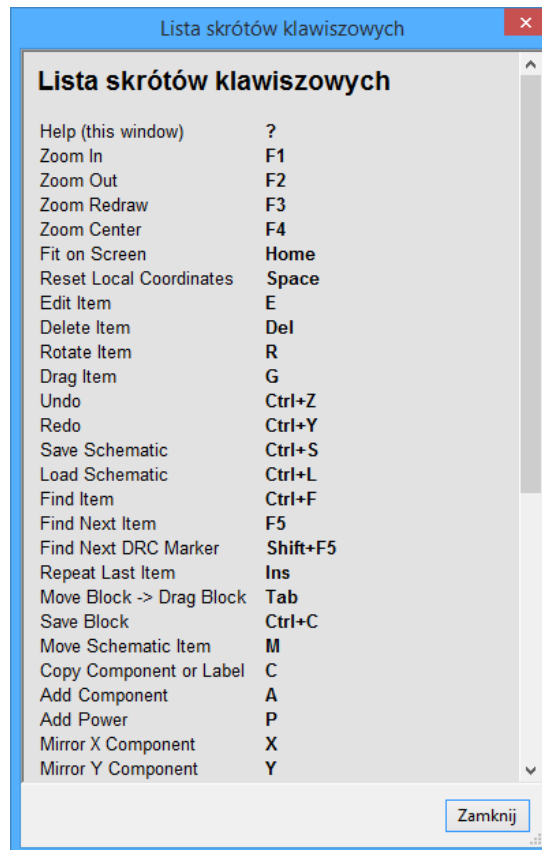 Lista skrótów klawiszowych
Lista skrótów klawiszowych
Help (this window) ?
Zoom In F1
Zoom Out F2
Zoom Redraw F3
Zoom Center F4
Fit on Screen Home
Reset Local Coordinates Space
Edit Item E
Delete Item Del
Rotate Item R
Drag Item G
Undo Ctrl+Z
Redo Ctrl+Y
Save Schematic Ctrl+S
Load Schematic Ctrl+L
Find Item Ctrl+F
Find Next Item F5
Find Next DRC Marker Shift+F5
Repeat Last Item Ins
Move Block -> Drag Block Tab
Save Block Ctrl+C
Move Schematic Item M
Copy Component or Label C
Add Component A
Add Power P
Mirror X Component X
Mirror Y Component Y
Zamknij